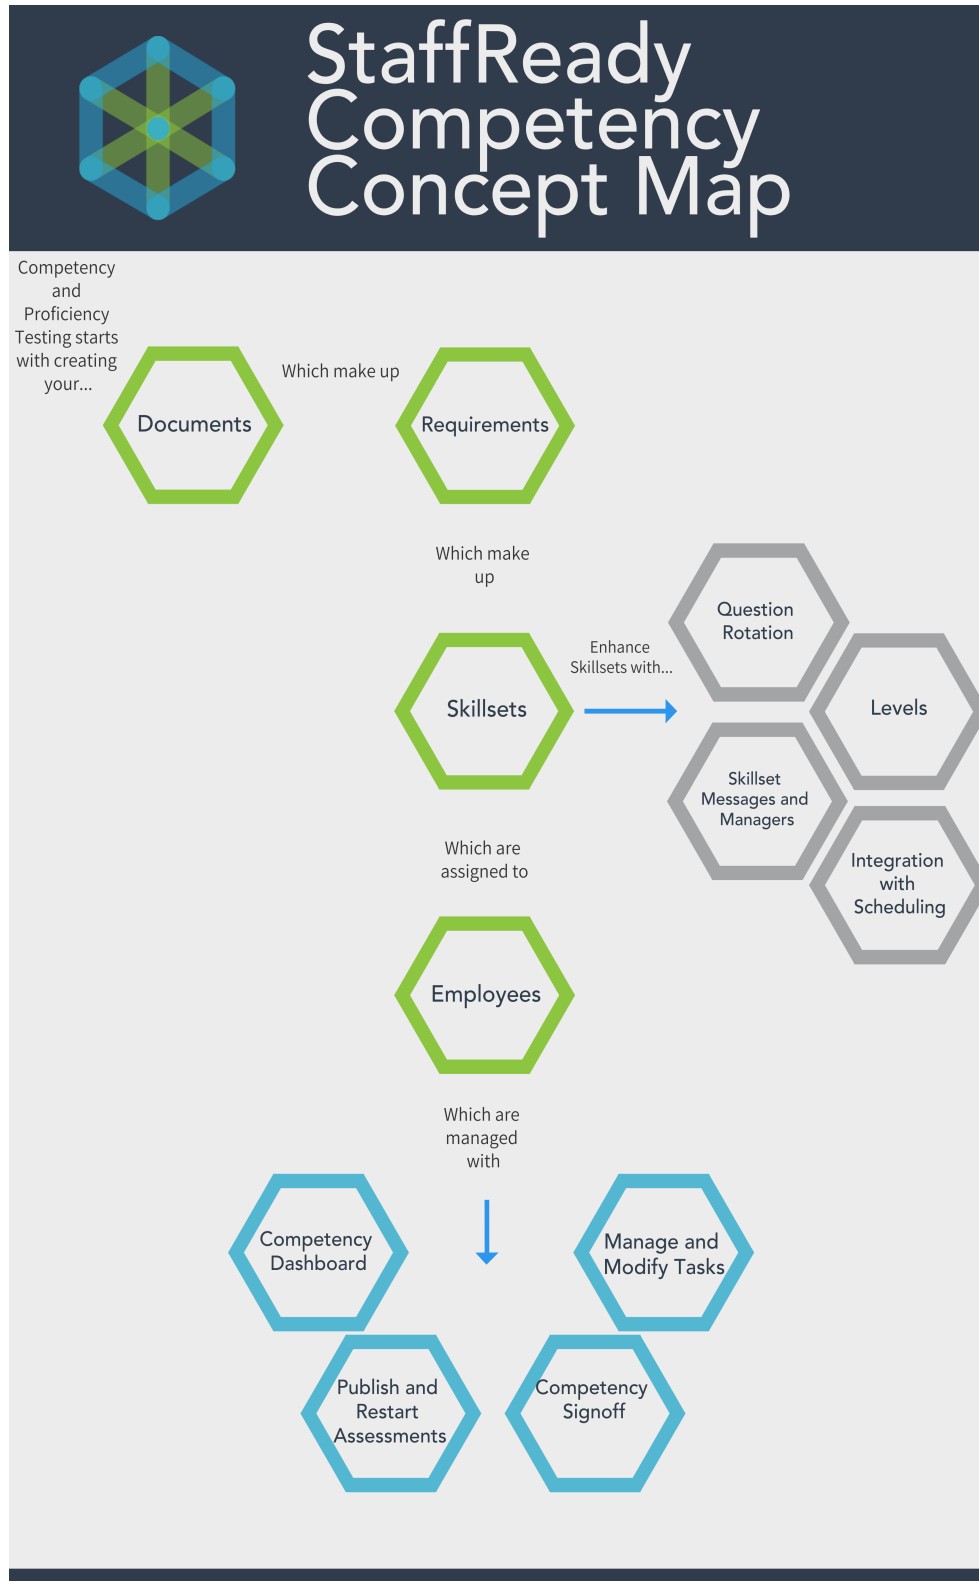 StaffReady
Competency
Concept Map
Competency
and
Proficiency
Testing starts
with creating
your...
Documents
Which make up
Requirements
Which make
up
Skillsets
Enhance
Skillsets with...
Question
Rotation
Levels
Skillset
Messages and
Managers
Integration
with
Scheduling
Which are
assigned to
Employees
Which are
managed
with
Competency
Dashboard
Manage and
Modify Tasks
Publish and
Restart
Assessments
Competency
Signoff